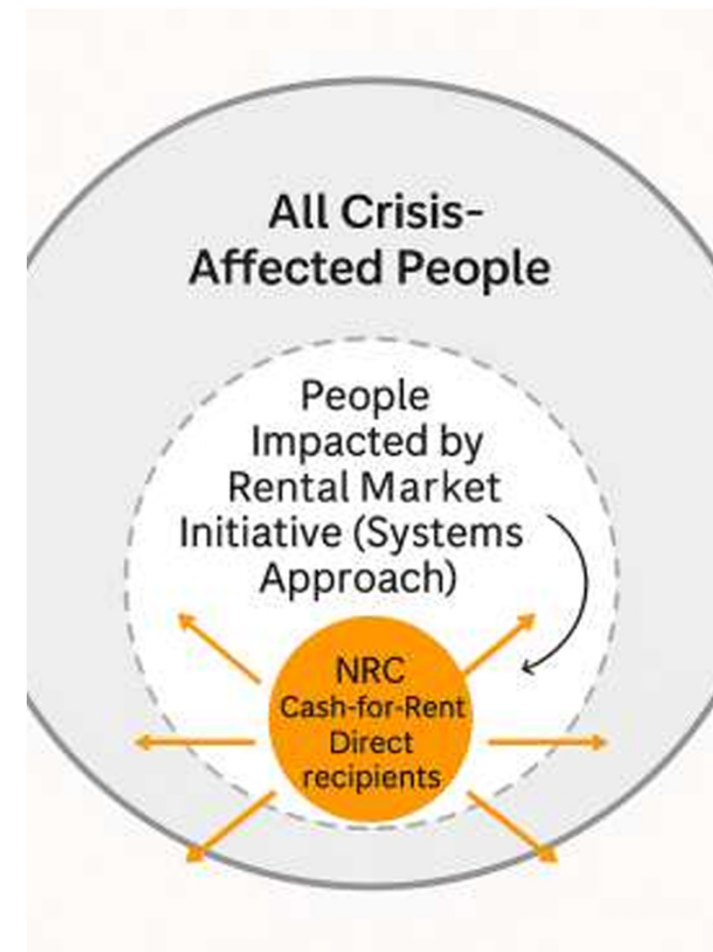 All Crisis-
Affected People
People
Impacted by
Rental Market
Initiative (Systems
Approach)
NRC
Cash-for-Rent
Direct
recipients